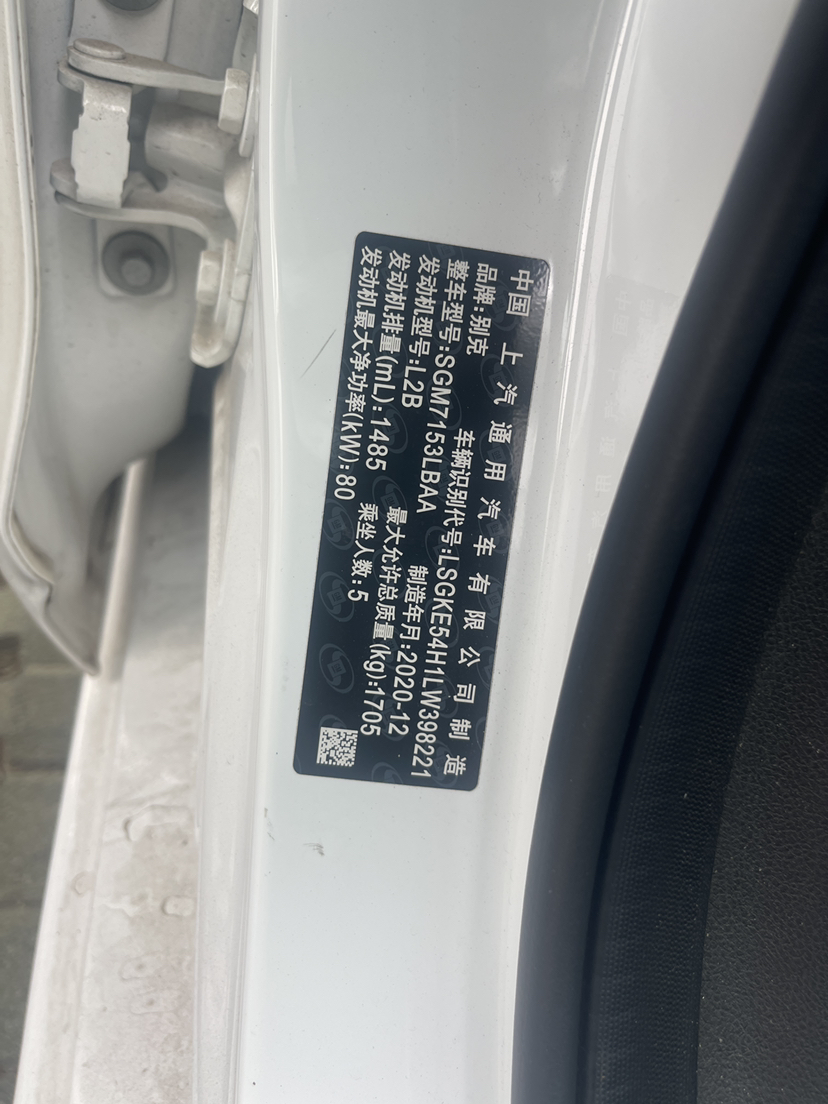 中国 上汽通用汽车有限公司制造
品牌:别克 车辆识别代号:LSGKE54H1LW398221
整车型号:SGM7153LBAA 制造年月:2020-12
发动机型号:L2B
发动机排量(mL):1485 最大允许总质量(kg):1705
发动机最大净功率(kW):80 乘坐人数:5